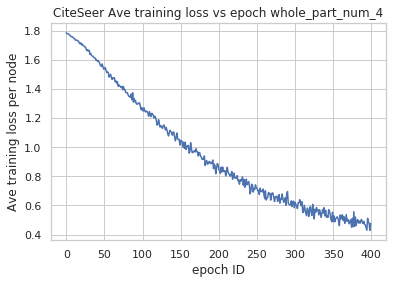 CiteSeer Ave training loss vs epoch whole_part_num_4
Ave training loss per node
1.8
1.6
1.4
1.2
1.0
0.8
0.6
0.4
0 50 100 150 200 250 300 350 400
epoch ID